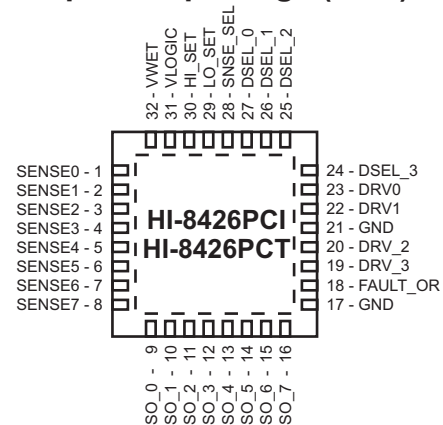 32 - VWET
31 - VLOGIC
30 - HI_SET
29 - LO_SET
28 - SNSE_SEL
27 - DSEL_0
26 - DSEL_1
25 - DSEL_2
SENSE0 - 1
SENSE1 - 2
SENSE2 - 3
SENSE3 - 4
SENSE4 - 5
SENSE5 - 6
SENSE6 - 7
SENSE7 - 8
HI-8426PCI
HI-8426PCT
24 - DSEL_3
23 - DRV0
22 - DRV1
21 - GND
20 - DRV_2
19 - DRV_3
18 - FAULT_OR
17 - GND
SO_0 - 9
SO_1 - 10
SO_2 - 11
SO_3 - 12
SO_4 - 13
SO_5 - 14
SO_6 - 15
SO_7 - 16